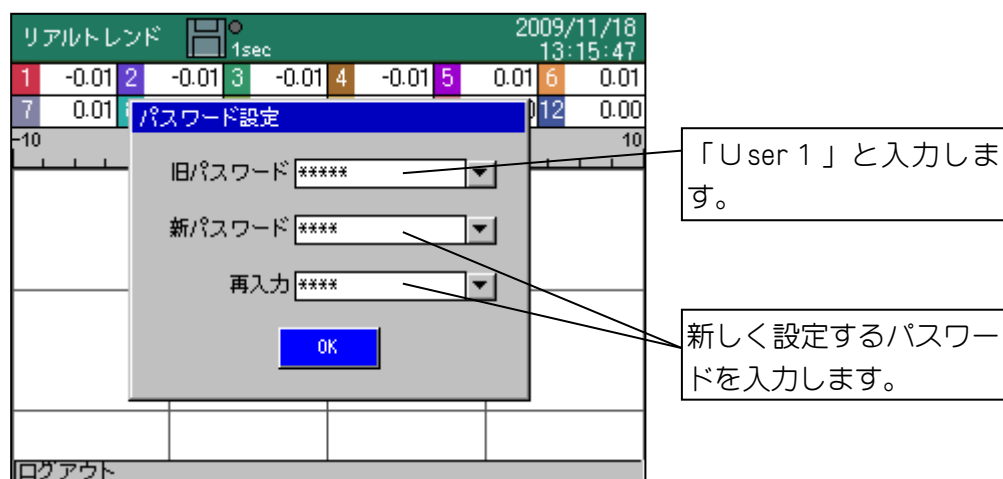 リアルトレンド 1sec 2009/11/18
13:15:47
1 -0.01 2 -0.01 3 -0.01 4 -0.01 5 0.01 6 0.01
7 0.01 12 0.00
-10 10
パスワード設定
旧パスワード *****
新パスワード ****
再入力 ****
OK
ログアウト
「User1」と入力しま
す。
新しく設定するパスワー
ドを入力します。